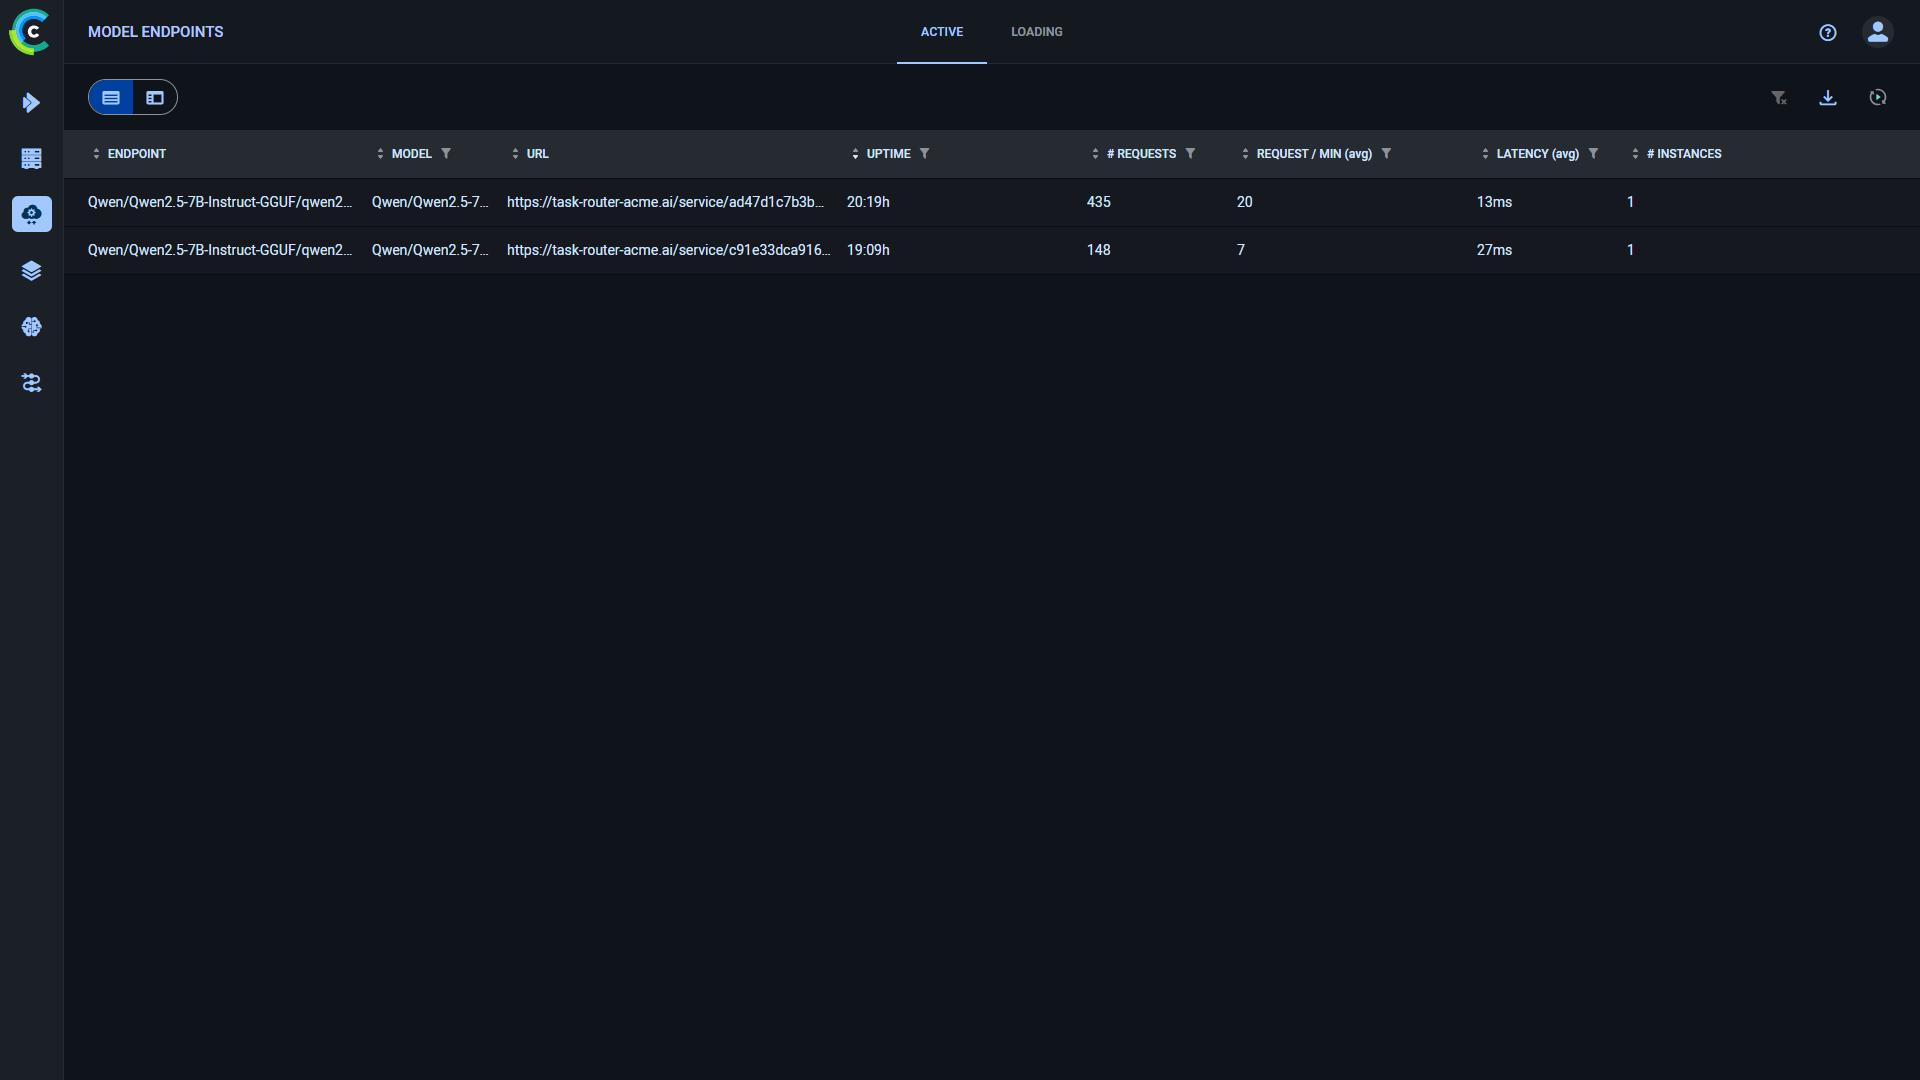 MODEL ENDPOINTS ACTIVE LOADING
ENDPOINT MODEL URL UPTIME # REQUESTS REQUEST / MIN (avg) LATENCY (avg) # INSTANCES
Qwen/Qwen2.5-7B-Instruct-GGUF/qwen2... Qwen/Qwen2.5-7... https://task-router-acme.ai/service/ad47d1c7b3b... 20:19h 435 20 13ms 1
Qwen/Qwen2.5-7B-Instruct-GGUF/qwen2... Qwen/Qwen2.5-7... https://task-router-acme.ai/service/c91e33dca916... 19:09h 148 7 27ms 1